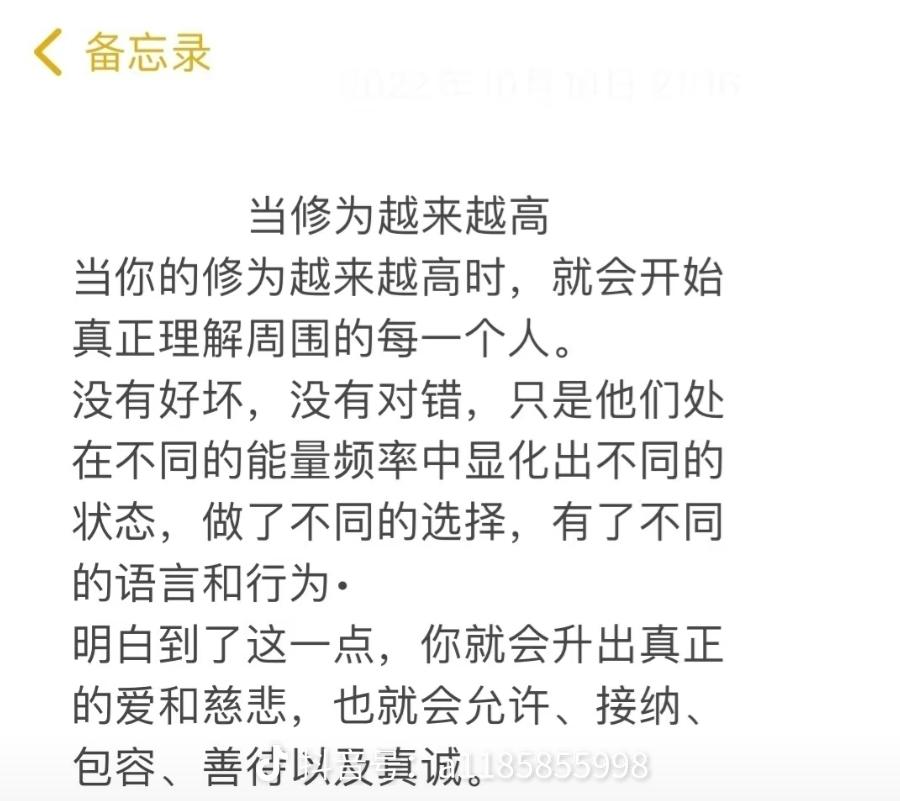 备忘录
2022年10月10日 21:16
当修为越来越高
当你的修为越来越高时，就会开始
真正理解周围的每一个人。
没有好坏，没有对错，只是他们处
在不同的能量频率中显化出不同的
状态，做了不同的选择，有了不同
的语言和行为•
明白到了这一点，你就会升出真正
的爱和慈悲，也就会允许、接纳、
包容、善待以及真诚。
抖音号：a1185855998